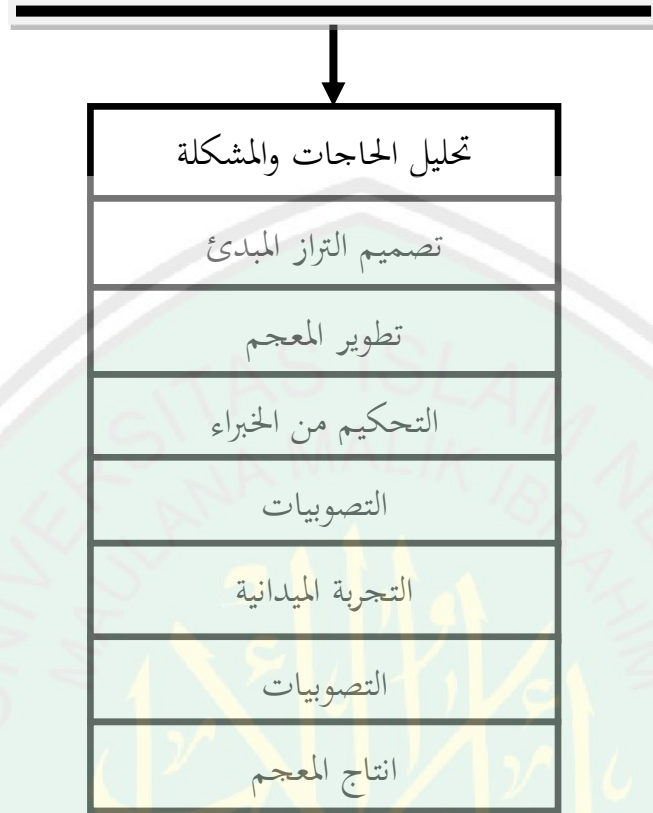 تحليل الحاجات والمشكلة
تصميم التراز المبدئ
تطوير المعجم
التحكيم من الخبراء
التصوبيات
التجربة الميدانية
التصوبيات
انتاج المعجم